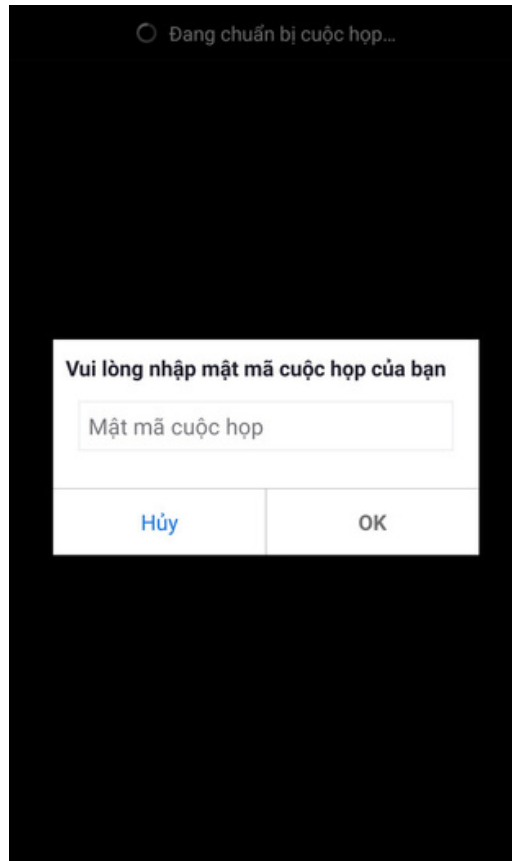 Đang chuẩn bị cuộc họp...
Vui lòng nhập mật mã cuộc họp của bạn
Mật mã cuộc họp
Hủy
OK